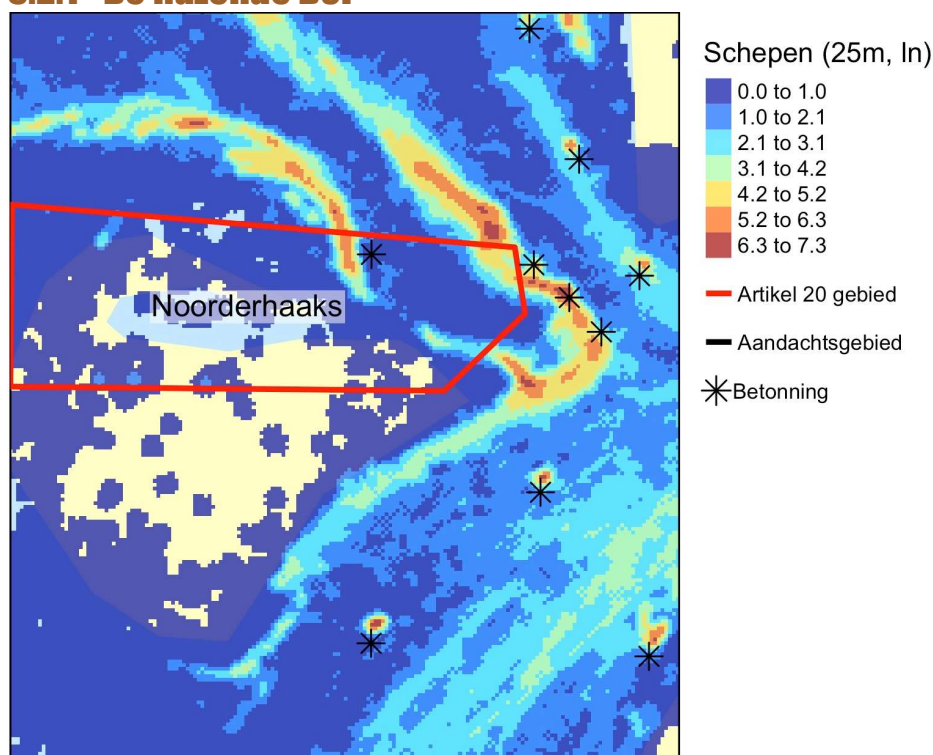 Schepen (25m, ln)
0.0 to 1.0
1.0 to 2.1
2.1 to 3.1
3.1 to 4.2
4.2 to 5.2
5.2 to 6.3
6.3 to 7.3
Artikel 20 gebied
Aandachtsgebied
Betonning
Noorderhaaks